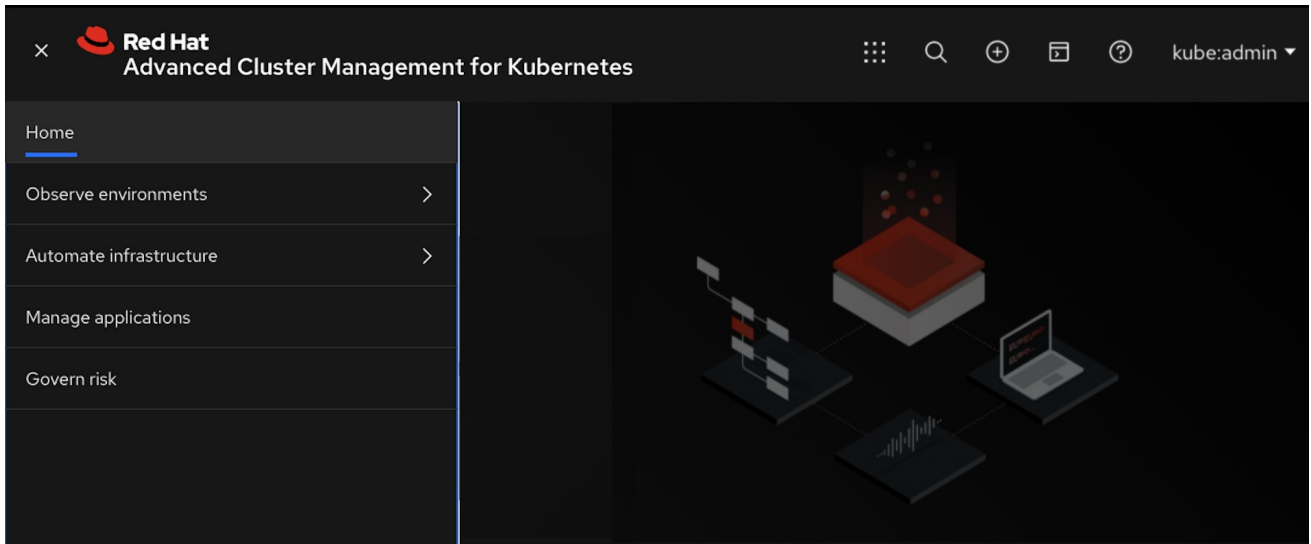 Red Hat
Advanced Cluster Management for Kubernetes
kube:admin
Home
Observe environments
Automate infrastructure
Manage applications
Govern risk